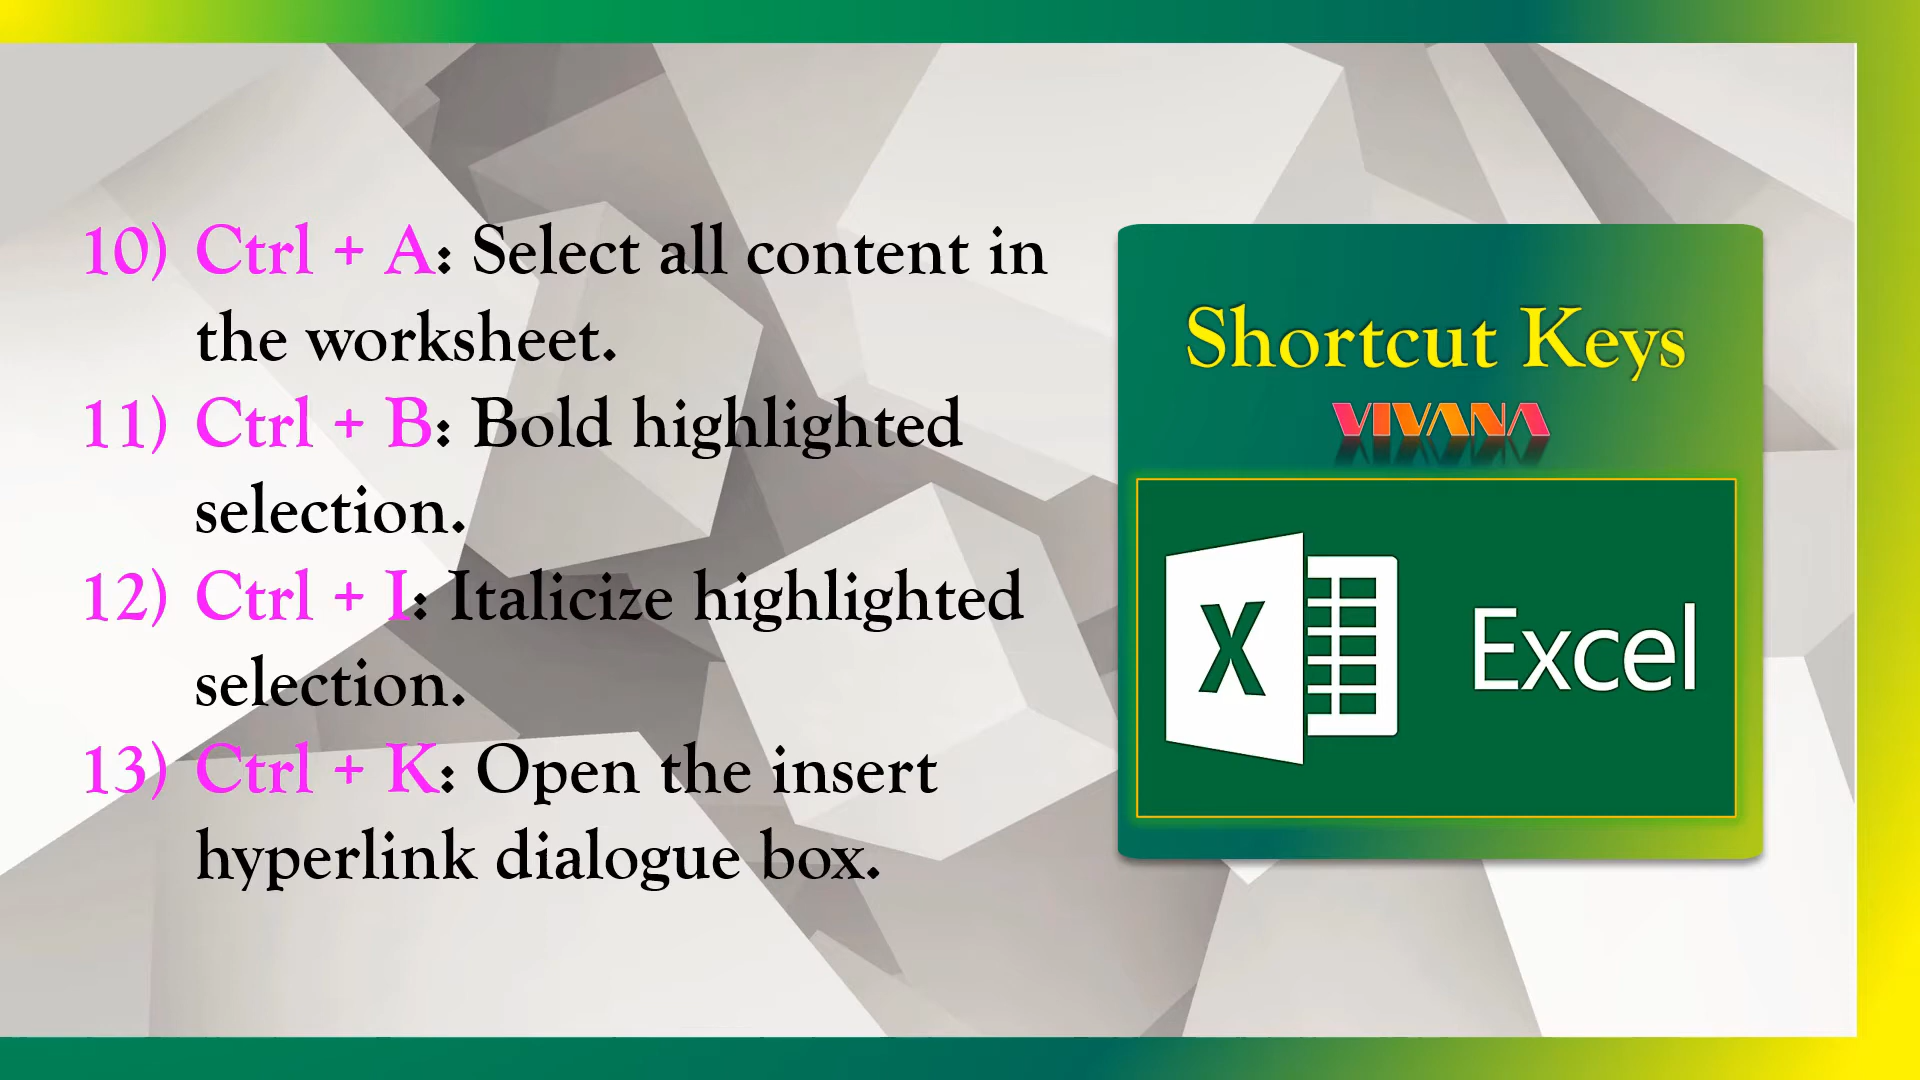 10) Ctrl + A: Select all content in
the worksheet.
11) Ctrl + B: Bold highlighted
selection.
12) Ctrl + I: Italicize highlighted
selection.
13) Ctrl + K: Open the insert
hyperlink dialogue box.
Shortcut Keys
VIVANA
X Excel